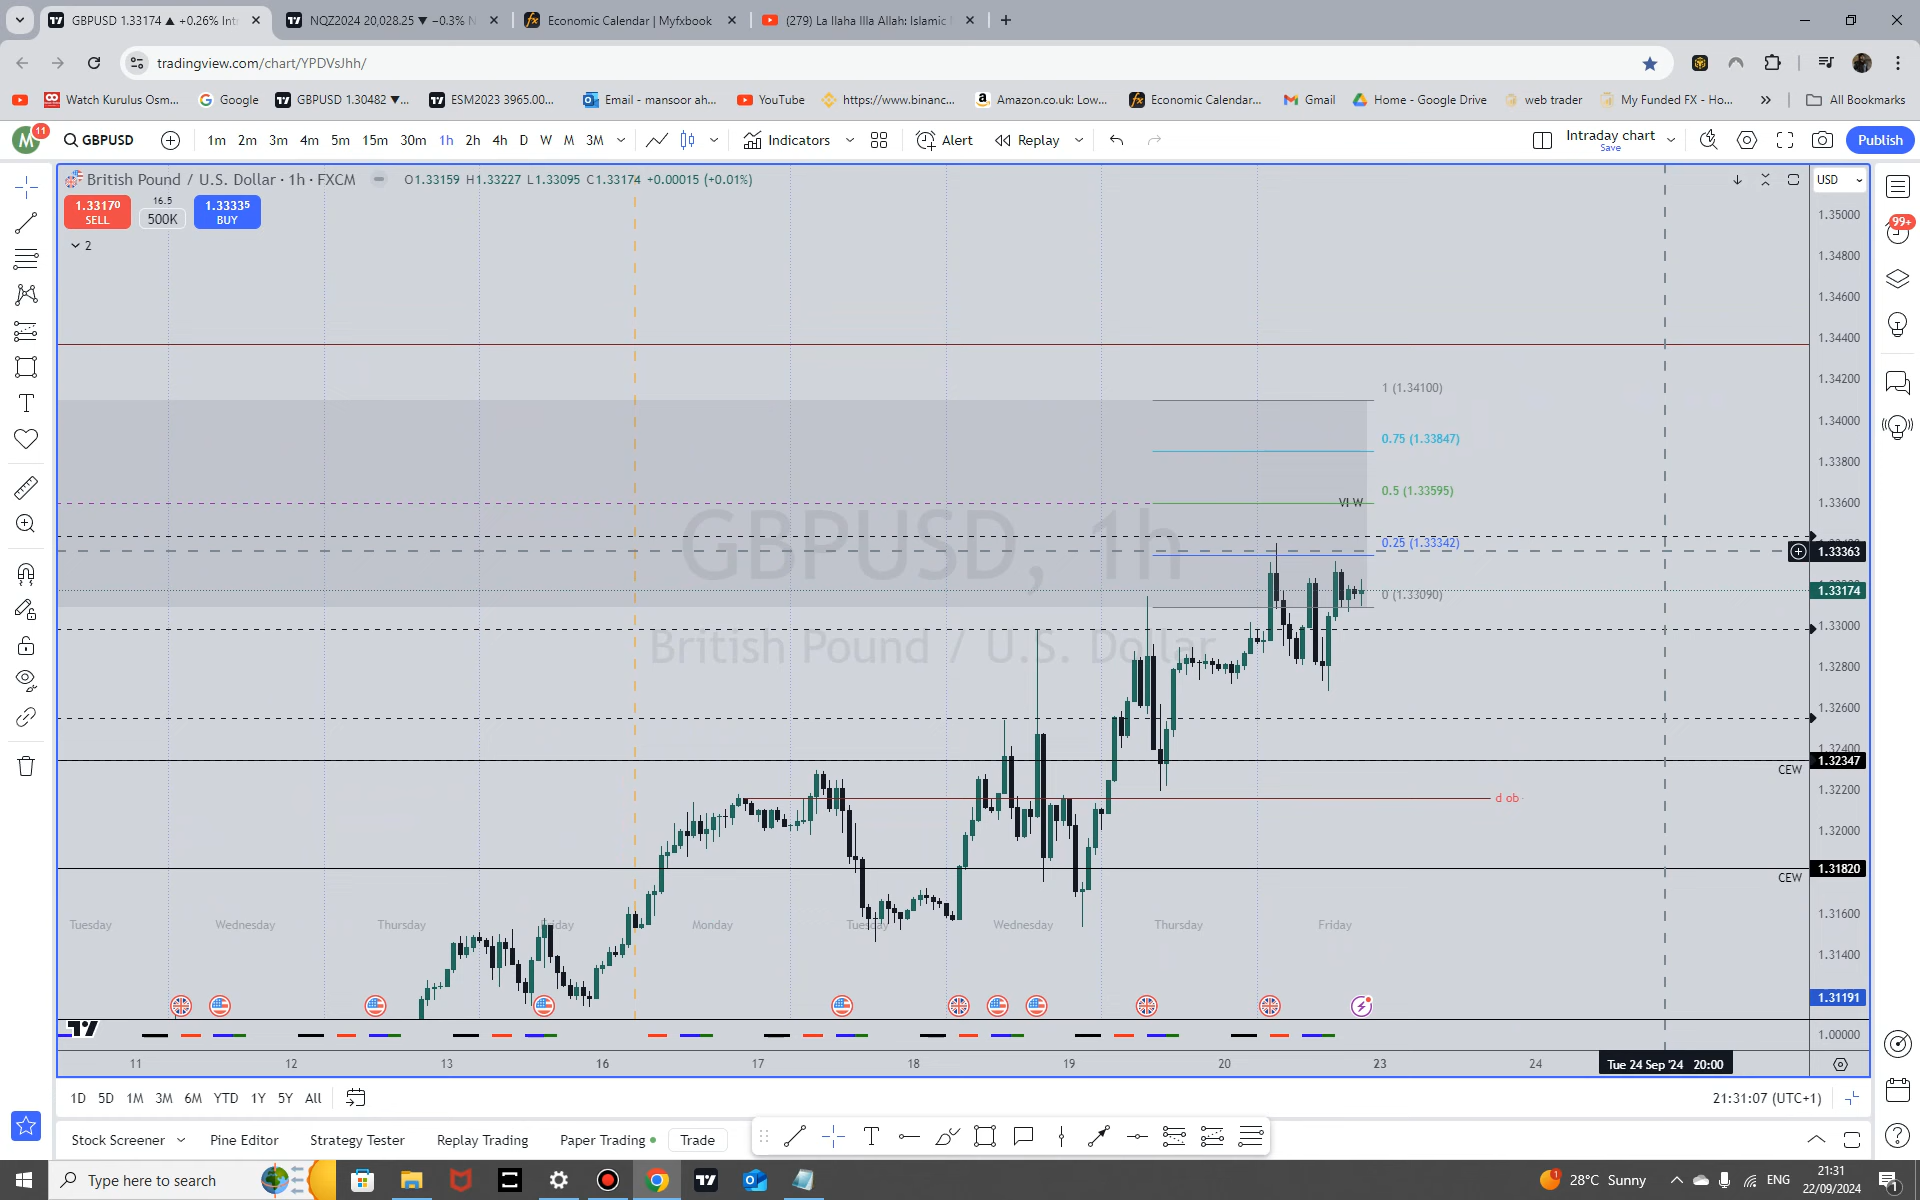 GBPUSD 1.33174 ▲ +0.26% Int
NQZ2024 20,028.25 ▼ −0.3% N
Economic Calendar | Myfxbook
(279) La Ilaha Illa Allah: Islamic
tradingview.com/chart/YPDVsJhh/
Watch Kurulus Osm...
Google
GBPUSD 1.30482 ▼...
ESM2023 3965.00...
Email - mansoor ah...
YouTube
https://www.binanc...
Amazon.co.uk: Low...
Economic Calendar...
Gmail
Home - Google Drive
web trader
My Funded FX - Ho...
All Bookmarks
M 11
GBPUSD
1m 2m 3m 4m 5m 15m 30m 1h 2h 4h D W M 3M
Indicators
Alert
Replay
Intraday chart
Save
Publish
British Pound / U.S. Dollar · 1h · FXCM
O1.33159 H1.33227 L1.33095 C1.33174 +0.00015 (+0.01%)
USD
1.33170
SELL
16.5
500K
1.33335
BUY
2
99+
1.35000
1.34800
1.34600
1.34400
1.34200
1.34000
1.33800
1.33600
1.33363
1.33174
1.33000
1.32800
1.32600
1.32400
1.32347
1.32200
1.32000
1.31820
1.31600
1.31400
1.31191
1.00000
1 (1.34100)
0.75 (1.33847)
0.5 (1.33595)
VI W
0.25 (1.33342)
0 (1.33090)
GBPUSD, 1h
British Pound / U.S. Dollar
CEW
d ob
CEW
Tuesday Wednesday Thursday Friday Monday Tuesday Wednesday Thursday Friday
11 12 13 16 17 18 19 20 23 24
Tue 24 Sep '24 20:00
1D 5D 1M 3M 6M YTD 1Y 5Y All
21:31:07 (UTC+1)
Stock Screener
Pine Editor
Strategy Tester
Replay Trading
Paper Trading
Trade
Type here to search
28°C Sunny
ENG
21:31
22/09/2024